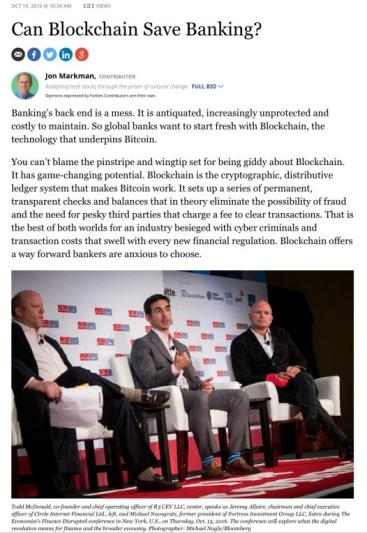 OCT 19, 2016 @ 10:34 AM 121 VIEWS
Can Blockchain Save Banking?
Jon Markman, CONTRIBUTOR
Analyzing tech stocks through the prism of cultural change. FULL BIO
Opinions expressed by Forbes Contributors are their own.
Banking's back end is a mess. It is antiquated, increasingly unprotected and
costly to maintain. So global banks want to start fresh with Blockchain, the
technology that underpins Bitcoin.
You can't blame the pinstripe and wingtip set for being giddy about Blockchain.
It has game-changing potential. Blockchain is the cryptographic, distributive
ledger system that makes Bitcoin work. It sets up a series of permanent,
transparent checks and balances that in theory eliminate the possibility of fraud
and the need for pesky third parties that charge a fee to clear transactions. That is
the best of both worlds for an industry besieged with cyber criminals and
transaction costs that swell with every new financial regulation. Blockchain offers
a way forward bankers are anxious to choose.
Todd McDonald, co-founder and chief operating officer of R3 CEV LLC, center, speaks as Jeremy Allaire, chairman and chief executive
officer of Circle Internet Financial Ltd., left, and Michael Novogratz, former president of Fortress Investment Group LLC, listen during The
Economist's Finance Disrupted conference in New York, U.S., on Thursday, Oct. 13, 2016. The conference will explore what the digital
revolution means for finance and the broader economy. Photographer: Michael Nagle/Bloomberg